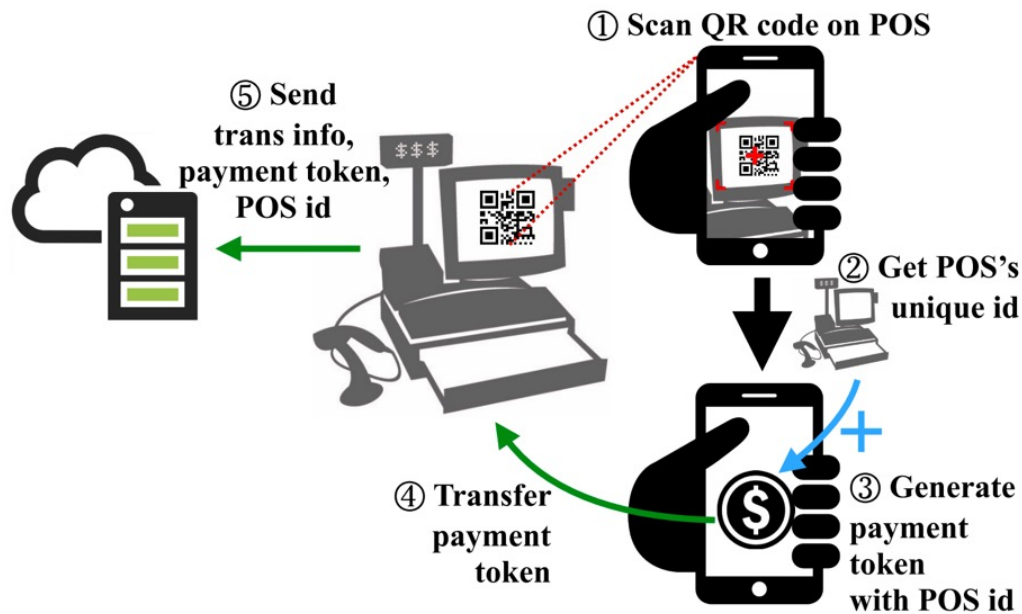 ① Scan QR code on POS
⑤ Send
trans info,
payment token,
POS id
$$$
② Get POS’s
unique id
+
$
③ Generate
payment
token
with POS id
④ Transfer
payment
token